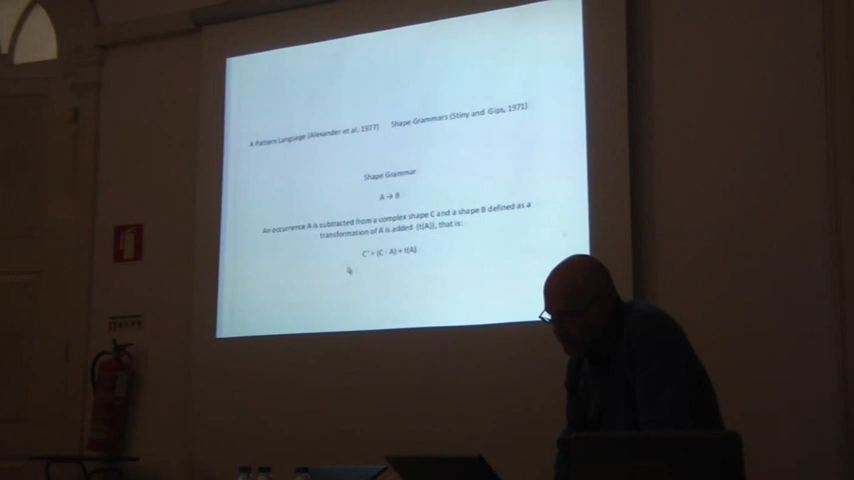 A Pattern Language (Alexander et al. 1977) Shape Grammars (Stiny and Gips, 1971)
Shape Grammar
A → B
An occurrence A is subtracted from a complex shape C and a shape B defined as a
transformation of A is added (t(A)), that is:
C' = (C - A) + t(A)